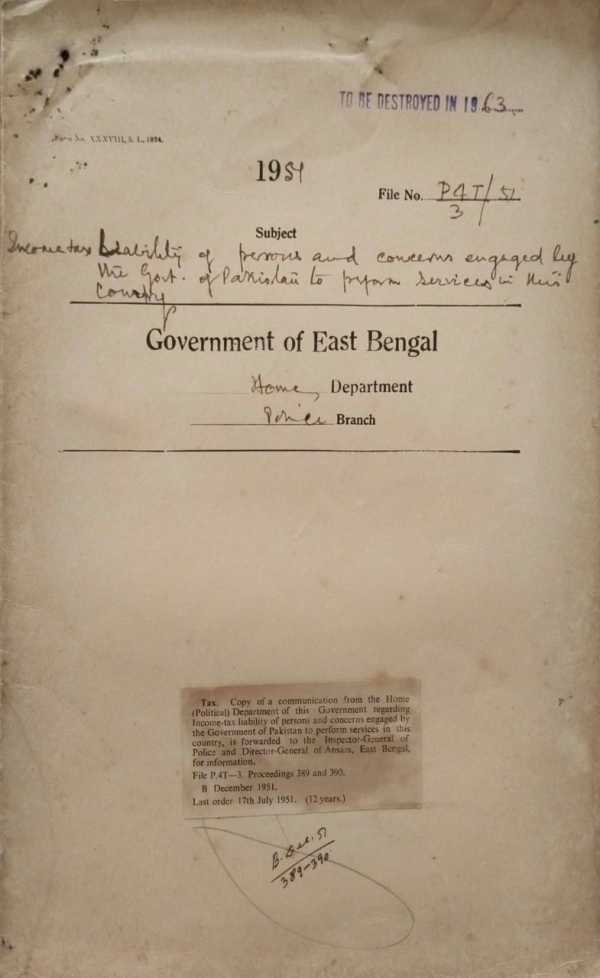 TO BE DESTROYED IN 1963
Form No. XXXVIII, S. L., 1934.
1951
File No. P4T/51
3
Subject
Income tax Liability of persons and concerns engaged by
the Govt. of Pakistan to perform services in this
Country
Government of East Bengal
Home, Department
Police Branch
Tax. Copy of a communication from the Home
(Political) Department of this Government regarding
Income-tax liability of persons and concerns engaged by
the Government of Pakistan to perform services in this
country, is forwarded to the Inspector-General of
Police and Director-General of Ansars, East Bengal,
for information.
File P.4T—3. Proceedings 389 and 390.
B December 1951.
Last order 17th July 1951. (12 years.)
B. Dec. 51
389-390